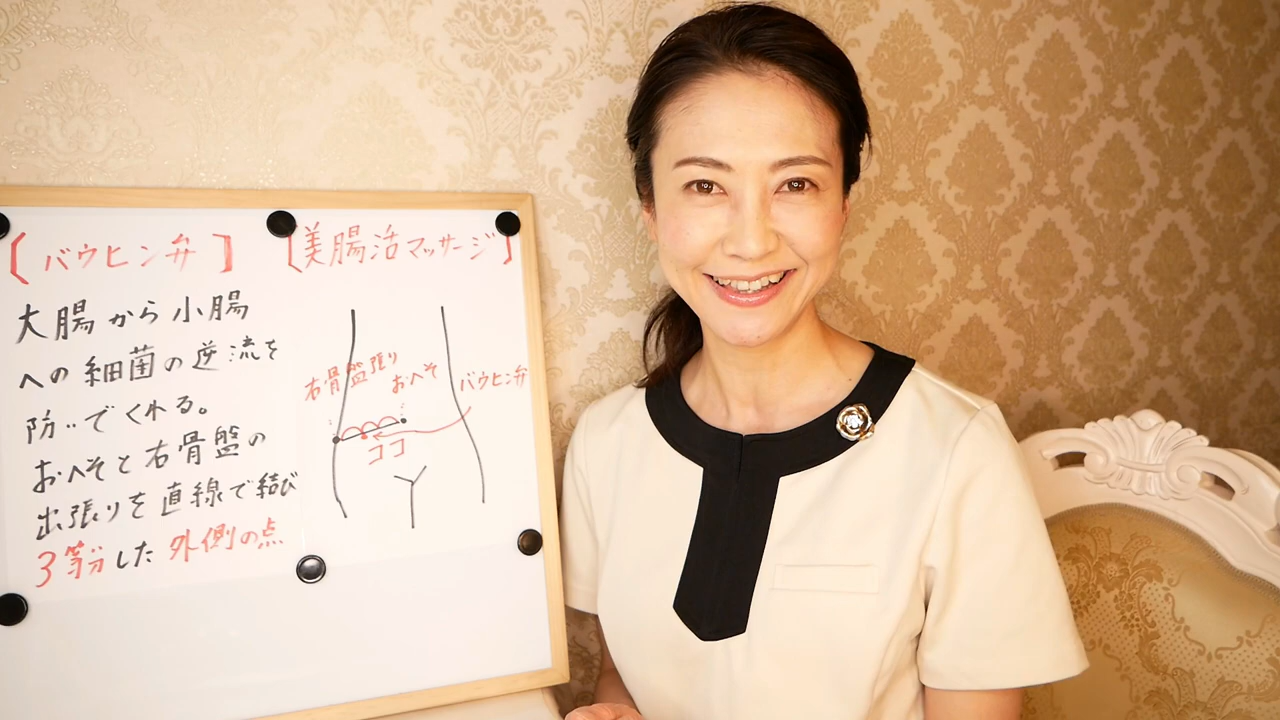 【バウヒン弁】
【美腸活マッサージ】
大腸から小腸
への細菌の逆流を
防いでくれる。
おへそと右骨盤の
出張りを直線で結び
3等分した外側の点
右骨盤張り
おへそ
バウヒン弁
ココ